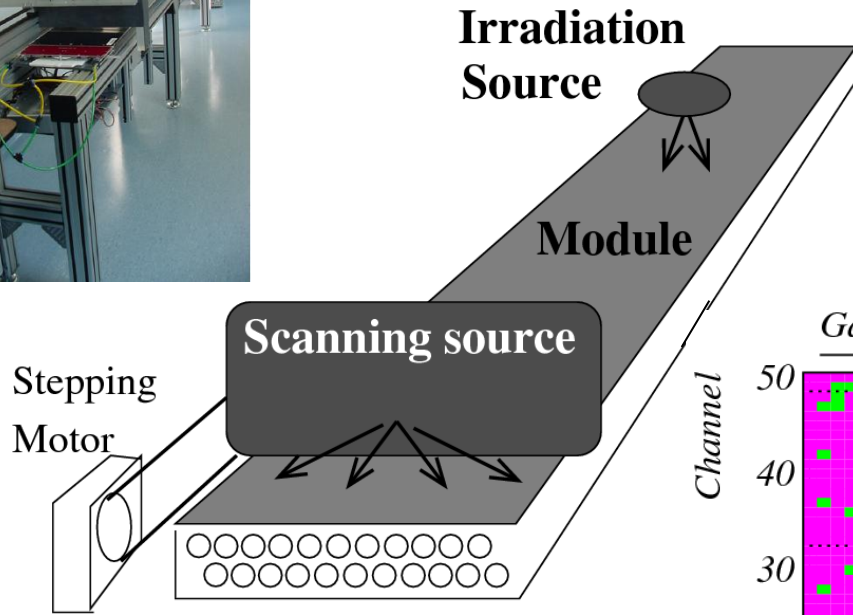 Irradiation
Source
Module
Scanning source
Stepping
Motor
Channel
50
40
30